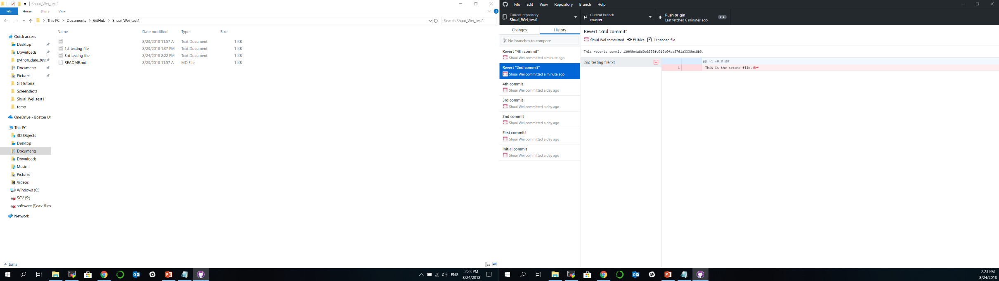 Shuai_Wei_test1
File Home Share View
This PC Documents GitHub Shuai_Wei_test1
Search Shuai_Wei_test1
Name Date modified Type Size
8/23/2018 11:57 A Text Document 1 KB
1st testing file 8/23/2018 1:37 PM Text Document 1 KB
3rd testing file 8/24/2018 2:22 PM Text Document 1 KB
README.md 8/23/2018 11:57 A MD File 1 KB
Quick access
Desktop
Downloads
python_data_tuto
Documents
Pictures
Git tutorial
Screenshots
Shuai_Wei_test1
temp
OneDrive - Boston Ur
This PC
3D Objects
Desktop
Documents
Downloads
Music
Pictures
Videos
Windows (C:)
SCV (S:)
software (\\scv-files
Network
4 items
ENG
2:23 PM
8/24/2018
File Edit View Repository Branch Help
Current repository
Shuai_Wei_test1
Current branch
master
Push origin
Last fetched 6 minutes ago
2
Changes History
No branches to compare
Revert "4th commit"
Shuai Wei committed a minute ago
Revert "2nd commit"
Shuai Wei committed a minute ago
4th commit
Shuai Wei committed a day ago
3rd commit
Shuai Wei committed a day ago
2nd commit
Shuai Wei committed a day ago
First commit!
Shuai Wei committed a day ago
Initial commit
Shuai Wei committed a day ago
Revert "2nd commit"
Shuai Wei committed f91f4ca 1 changed file
This reverts commit 12090e4a8d0e8558fd910a0faa8761a3330ec8b9.
2nd testing file.txt
@@ -1 +0,0 @@
1 -This is the second file.
2:23 PM
8/24/2018